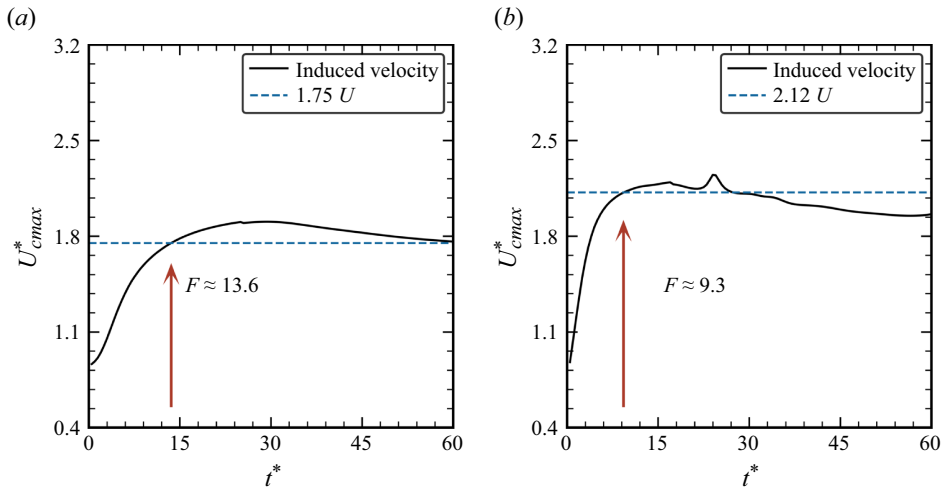 (a)
3.2
2.5
1.8
1.1
0.4
U*cmax
Induced velocity
1.75 U
F ≈ 13.6
0 15 30 45 60
t*
(b)
3.2
2.5
1.8
1.1
0.4
U*cmax
Induced velocity
2.12 U
F ≈ 9.3
0 15 30 45 60
t*